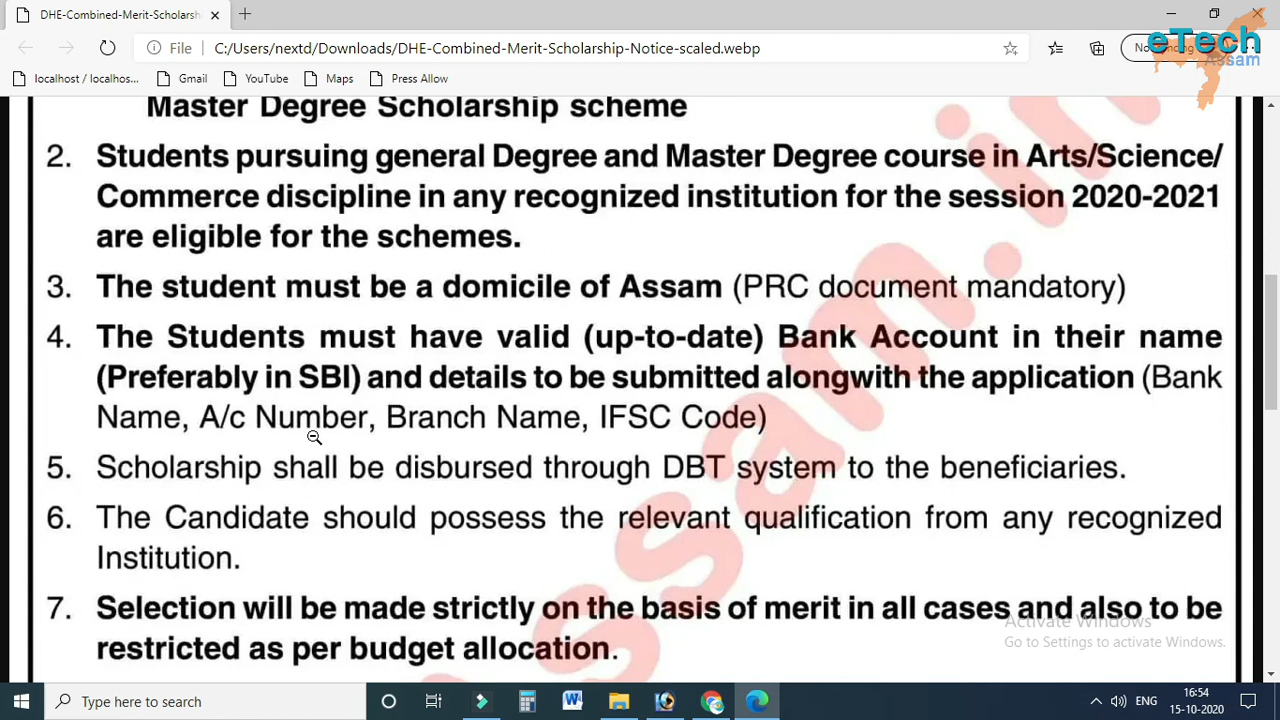 DHE-Combined-Merit-Scholarsh
File
C:/Users/nextd/Downloads/DHE-Combined-Merit-Scholarship-Notice-scaled.webp
eTech
Assam
localhost / localhos...
Gmail
YouTube
Maps
Press Allow
Master Degree Scholarship scheme
2. Students pursuing general Degree and Master Degree course in Arts/Science/
Commerce discipline in any recognized institution for the session 2020-2021
are eligible for the schemes.
3. The student must be a domicile of Assam (PRC document mandatory)
4. The Students must have valid (up-to-date) Bank Account in their name
(Preferably in SBI) and details to be submitted alongwith the application (Bank
Name, A/c Number, Branch Name, IFSC Code)
5. Scholarship shall be disbursed through DBT system to the beneficiaries.
6. The Candidate should possess the relevant qualification from any recognized
Institution.
7. Selection will be made strictly on the basis of merit in all cases and also to be
restricted as per budget allocation.
ssam.in
Activate Windows
Go to Settings to activate Windows.
Type here to search
ENG
16:54
15-10-2020